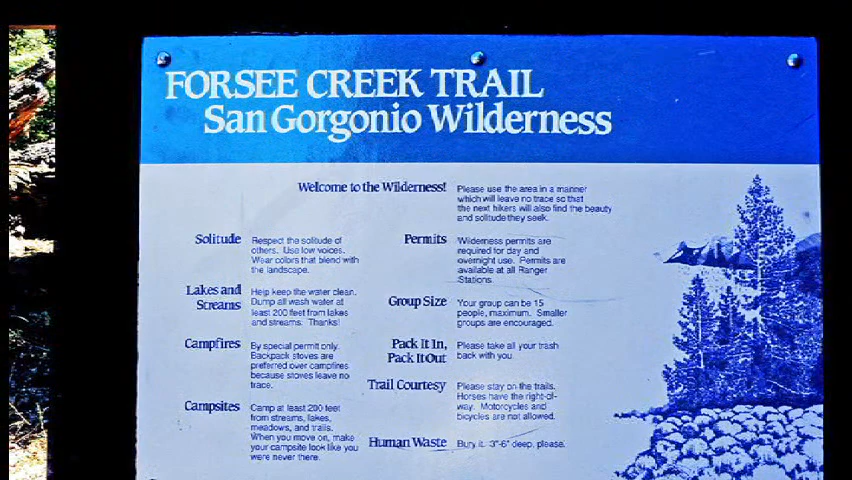 FORSEE CREEK TRAIL
San Gorgonio Wilderness
Welcome to the Wilderness!
Please use the area in a manner
which will leave no trace so that
the next hikers will also find the beauty
and solitude they seek.
Solitude
Respect the solitude of
others. Use low voices.
Wear colors that blend with
the landscape.
Lakes and
Streams
Help keep the water clean.
Dump all wash water at
least 200 feet from lakes
and streams. Thanks!
Campfires
By special permit only.
Backpack stoves are
preferred over campfires
because stoves leave no
trace.
Campsites
Camp at least 200 feet
from streams, lakes,
meadows, and trails.
When you move on, make
your campsite look like you
were never there.
Permits
Wilderness permits are
required for day and
overnight use. Permits are
available at all Ranger
Stations.
Group Size
Your group can be 15
people, maximum. Smaller
groups are encouraged.
Pack It In,
Pack It Out
Please take all your trash
back with you.
Trail Courtesy
Please stay on the trails.
Horses have the right-of-
way. Motorcycles and
bicycles are not allowed.
Human Waste
Bury it. 3"-6" deep, please.